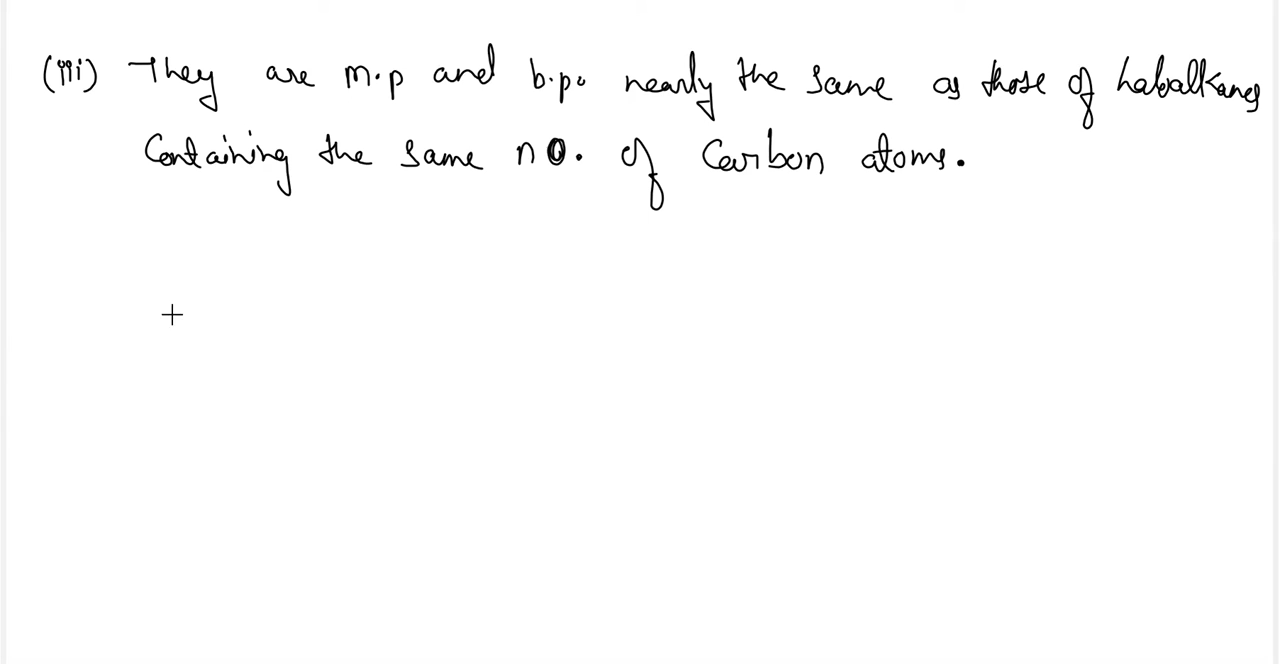 (iii) They are m.p and b.p. nearly the same as those of haloalkanes
Containing the same no. of Carbon atoms.